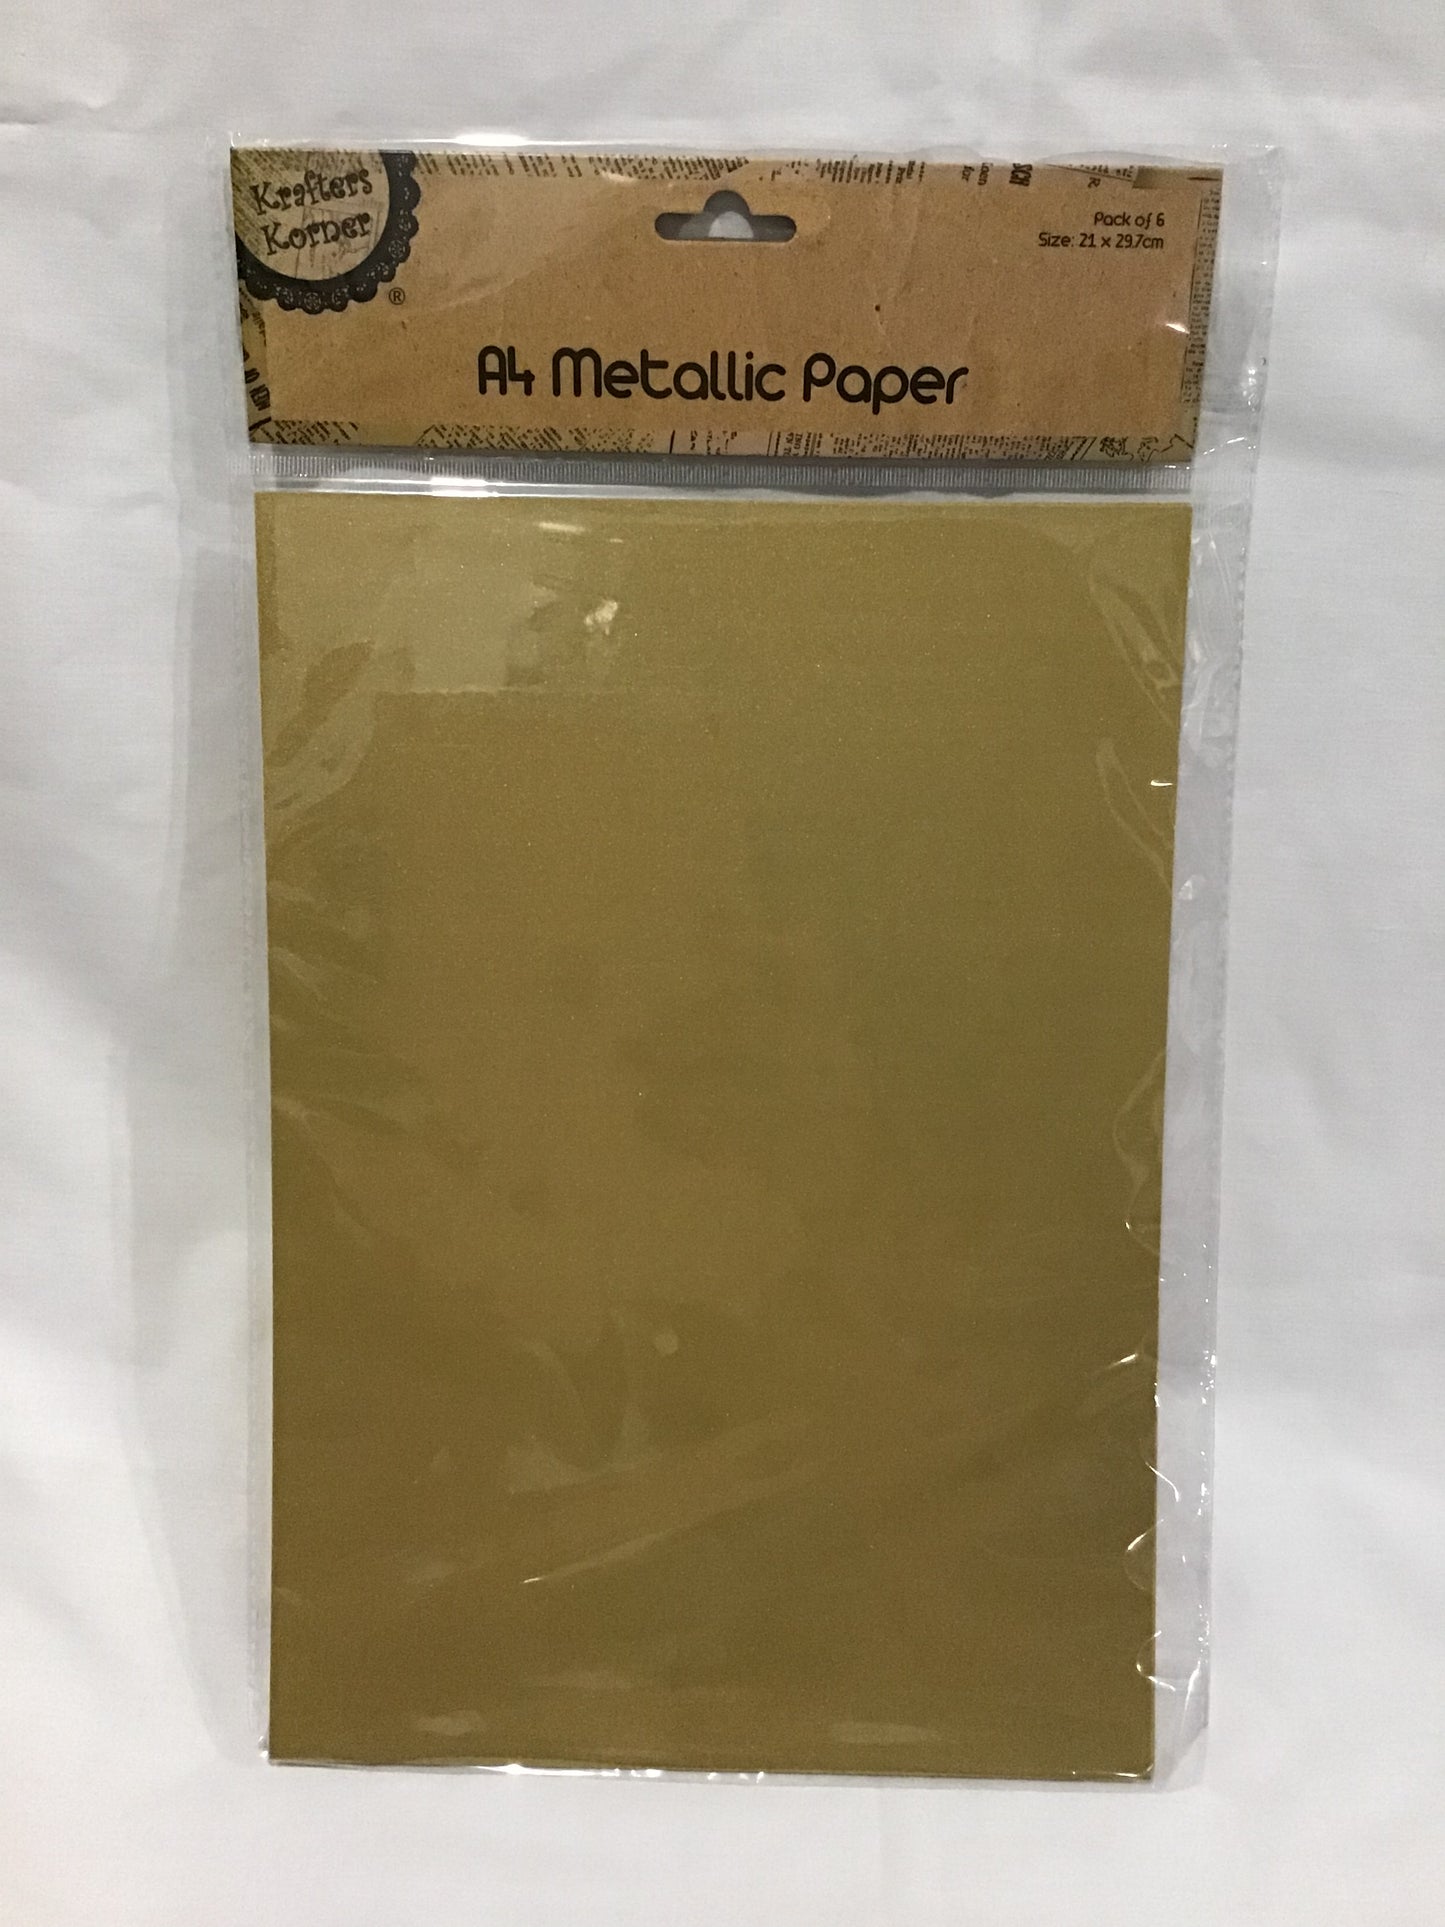 Krafters
Korner
®
Pack of 6
Size: 21 x 29.7cm
A4 Metallic Paper